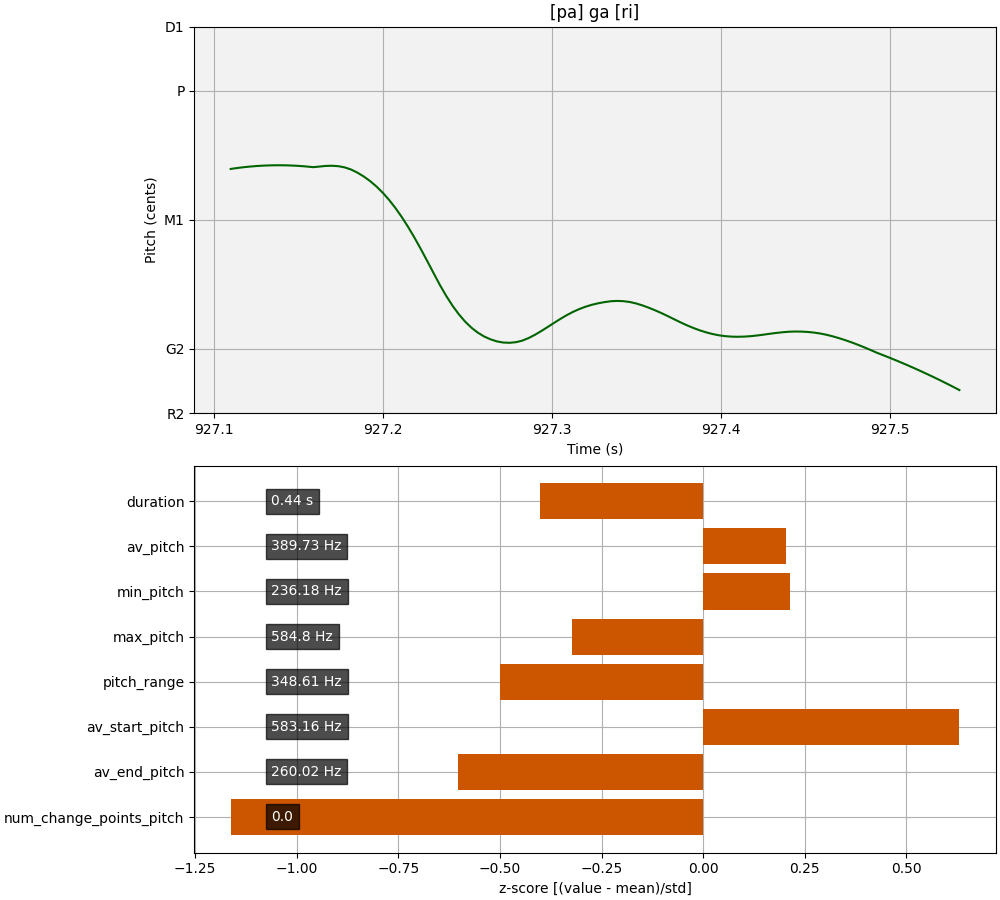 [pa] ga [ri]
D1
P
M1
G2
R2
Pitch (cents)
927.1 927.2 927.3 927.4 927.5
Time (s)
duration 0.44 s
av_pitch 389.73 Hz
min_pitch 236.18 Hz
max_pitch 584.8 Hz
pitch_range 348.61 Hz
av_start_pitch 583.16 Hz
av_end_pitch 260.02 Hz
num_change_points_pitch 0.0
−1.25 −1.00 −0.75 −0.50 −0.25 0.00 0.25 0.50
z-score [(value - mean)/std]